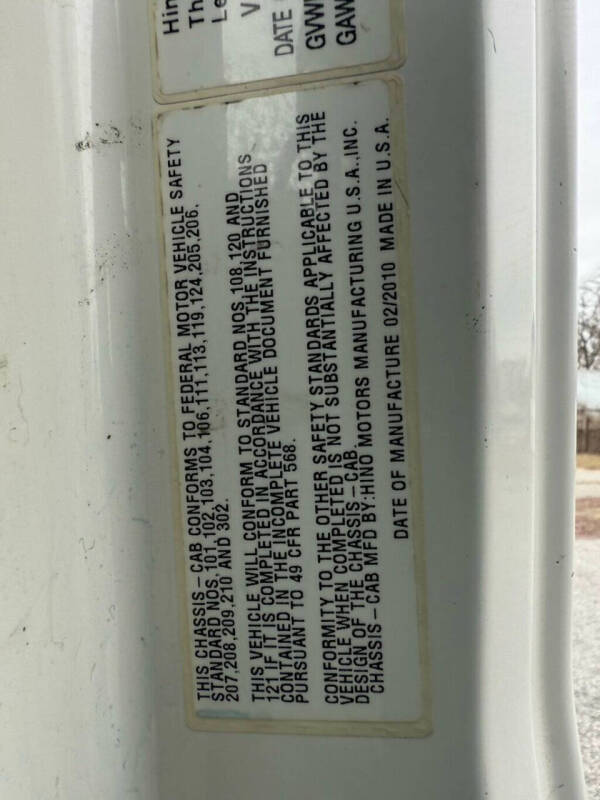 Hin
Th
Le
V
DATE
GVW
GAW
THIS CHASSIS-CAB CONFORMS TO FEDERAL MOTOR VEHICLE SAFETY
STANDARD NOS. 101,102,103,104,106,111,113,119,124,205,206,
207,208,209,210 AND 302.
THIS VEHICLE WILL CONFORM TO STANDARD NOS. 108,120 AND
121 IF IT IS COMPLETED IN ACCORDANCE WITH THE INSTRUCTIONS
CONTAINED IN THE INCOMPLETE VEHICLE DOCUMENT FURNISHED
PURSUANT TO 49 CFR PART 568.
CONFORMITY TO THE OTHER SAFETY STANDARDS APPLICABLE TO THIS
VEHICLE WHEN COMPLETED IS NOT SUBSTANTIALLY AFFECTED BY THE
DESIGN OF THE CHASSIS-CAB.
CHASSIS-CAB MFD BY:HINO MOTORS MANUFACTURING U.S.A.,INC.
DATE OF MANUFACTURE 02/2010 MADE IN U.S.A.